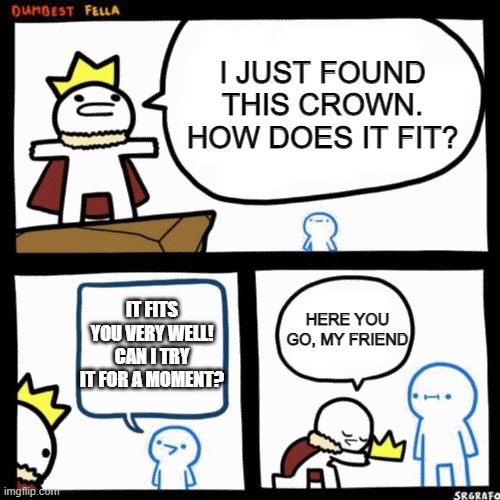 DUMBEST FELLA
I JUST FOUND
THIS CROWN.
HOW DOES IT FIT?
IT FITS
YOU VERY WELL!
CAN I TRY
IT FOR A MOMENT?
HERE YOU
GO, MY FRIEND
imgflip.com
SRGRAFO